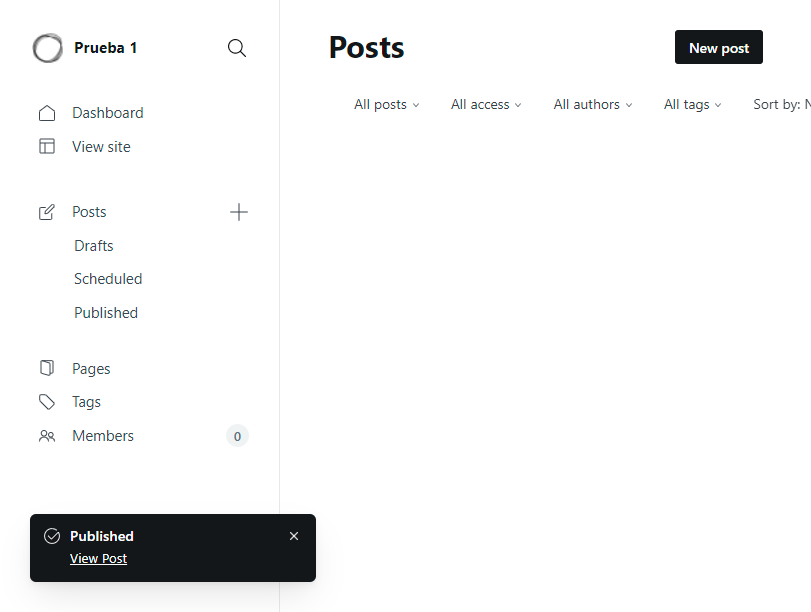 Prueba 1
Dashboard
View site
Posts
Drafts
Scheduled
Published
Pages
Tags
Members 0
Published
View Post
Posts
New post
All posts All access All authors All tags Sort by: N